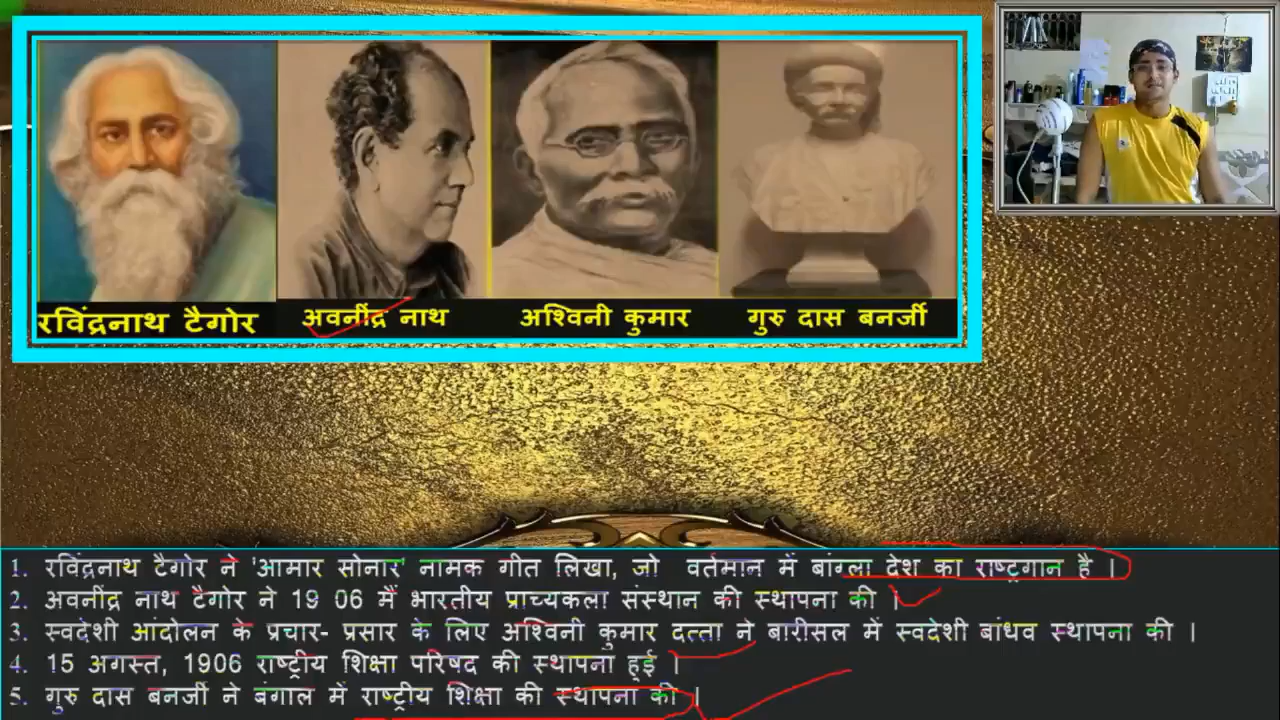 रविंद्रनाथ टैगोर
अवनींद्र नाथ
अश्विनी कुमार
गुरु दास बनर्जी
1. रविंद्रनाथ टैगोर ने 'आमार सोनार' नामक गीत लिखा, जो वर्तमान में बांग्ला देश का राष्ट्रगान है ।
2. अवनींद्र नाथ टैगोर ने 19 06 में भारतीय प्राच्यकला संस्थान की स्थापना की ।
3. स्वदेशी आंदोलन के प्रचार- प्रसार के लिए अश्विनी कुमार दत्ता ने बारीसल में स्वदेशी बांधव स्थापना की ।
4. 15 अगस्त, 1906 राष्ट्रीय शिक्षा परिषद की स्थापना हुई ।
5. गुरु दास बनर्जी ने बंगाल में राष्ट्रीय शिक्षा की स्थापना की ।